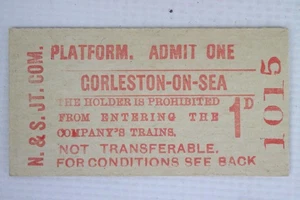 N. & S. JT. COM.
PLATFORM. ADMIT ONE
GORLESTON-ON-SEA
THE HOLDER IS PROHIBITED
FROM ENTERING THE
COMPANY'S TRAINS.
1D
NOT TRANSFERABLE.
FOR CONDITIONS SEE BACK
1015